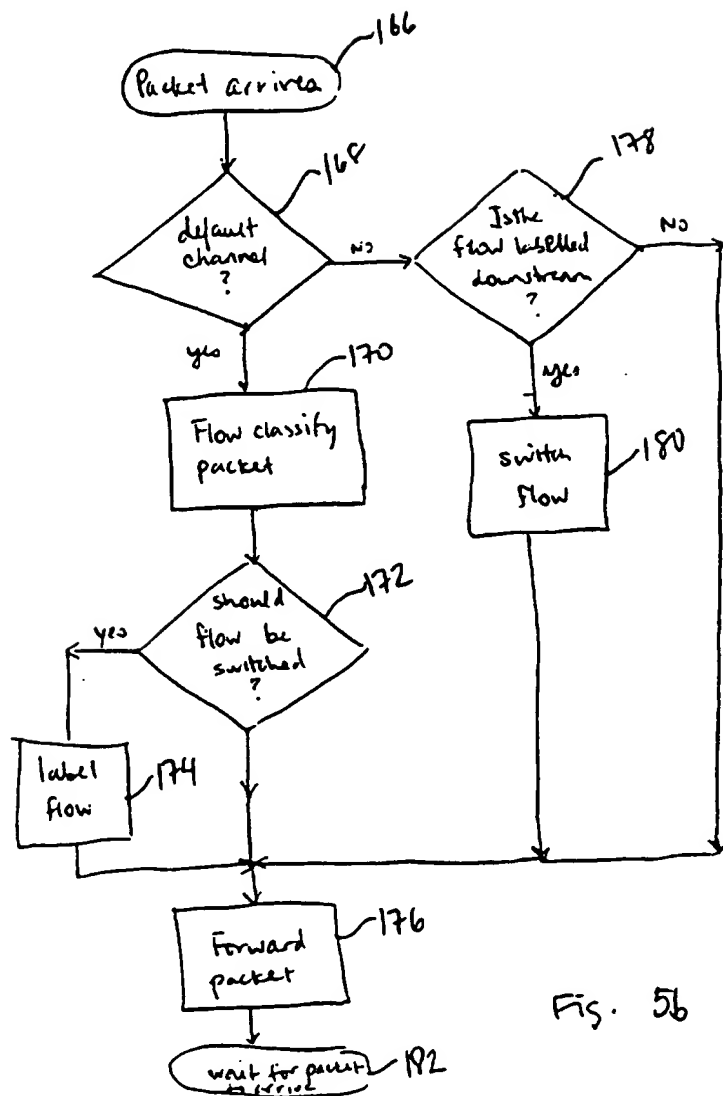 166
Packet arrives
168
178
default
channel
?
No
Is the
flow labelled
downstream
?
No
yes
170
yes
Flow classify
packet
switch
flow
180
172
should
flow be
switched
?
yes
label
flow
174
176
Forward
packet
Fig. 5b
wait for packet
to arrive
182